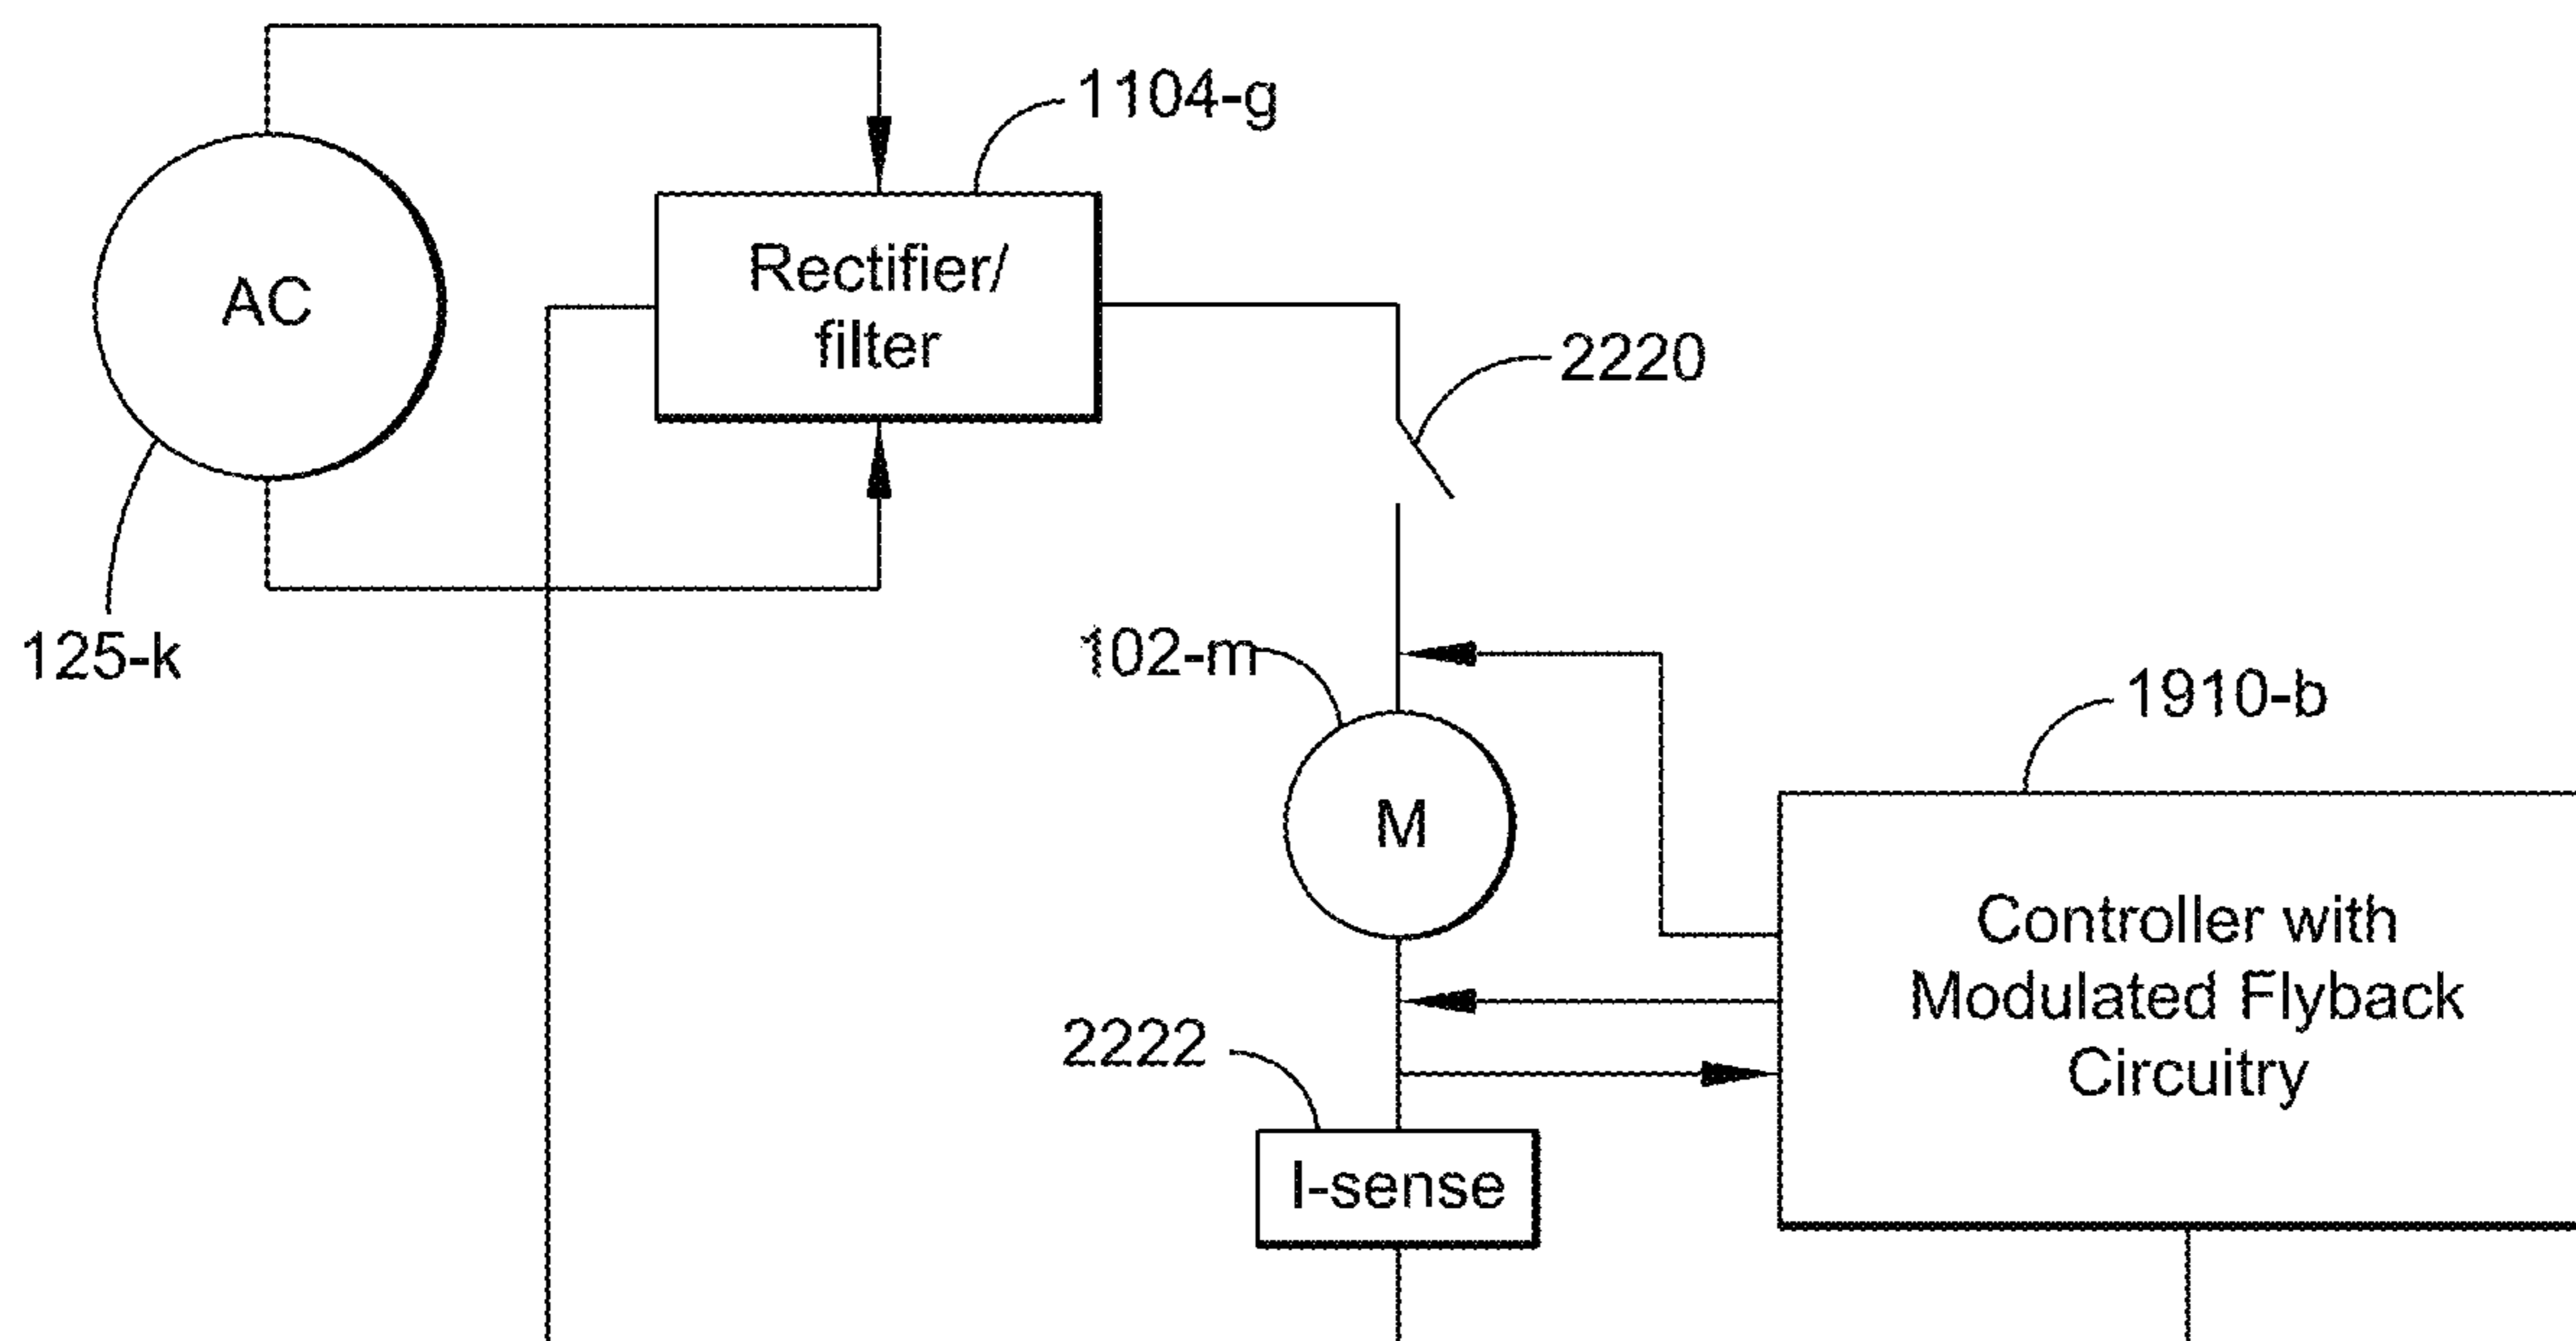 1104-g
Rectifier/
filter
AC
2220
125-k
102-m
1910-b
M
Controller with
Modulated Flyback
Circuitry
2222
I-sense